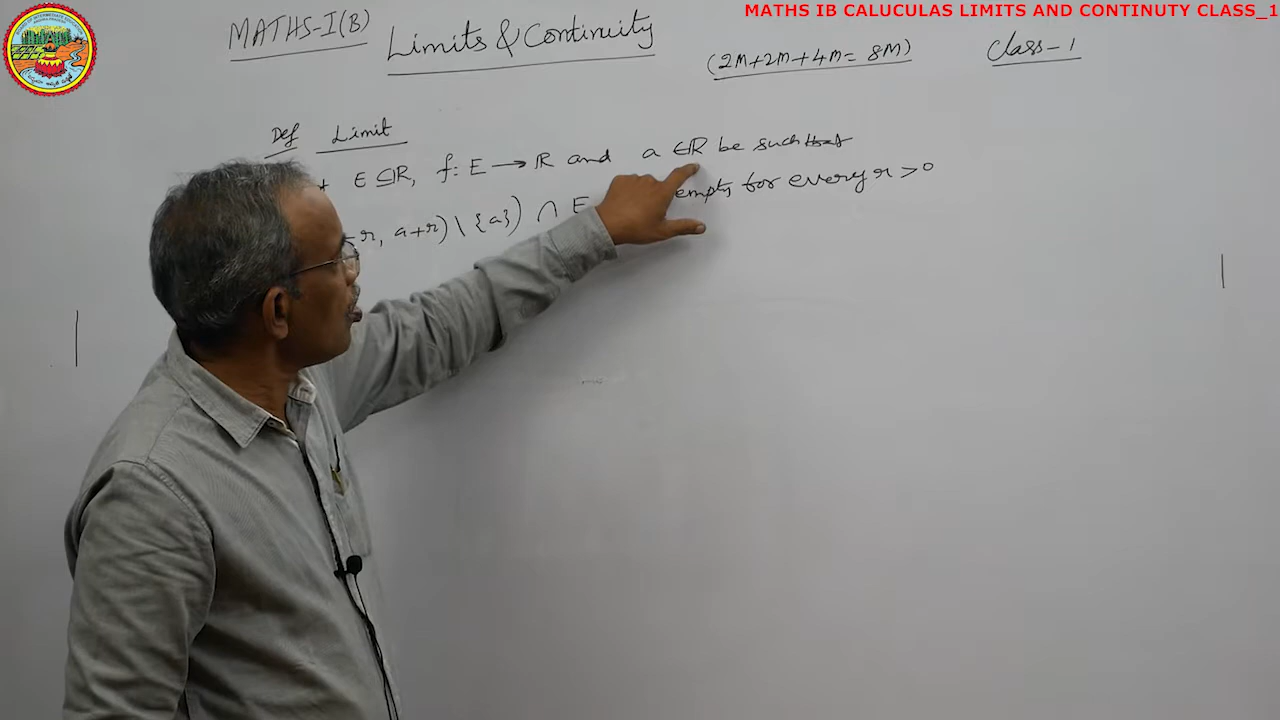 MATHS IB CALUCULAS LIMITS AND CONTINUTY CLASS_1
MATHS-I(B) Limits & Continuity
(2M+2M+4M= 8M) Class-1
Def Limit
E ⊆ ℝ, f: E → ℝ and a ∈ ℝ be such that
r, a+r) \ {a}) ∩ E empty for every r > 0